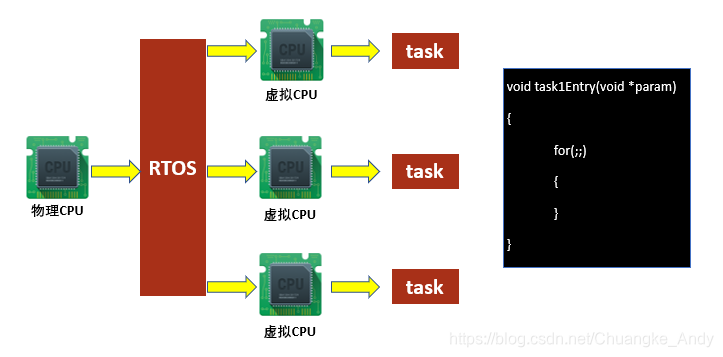 CPU
虚拟CPU
task
CPU
物理CPU
RTOS
CPU
虚拟CPU
task
CPU
虚拟CPU
task
void task1Entry(void *param)
{
for(;;)
{
}
}
https://blog.csdn.net/Chuangke_Andy